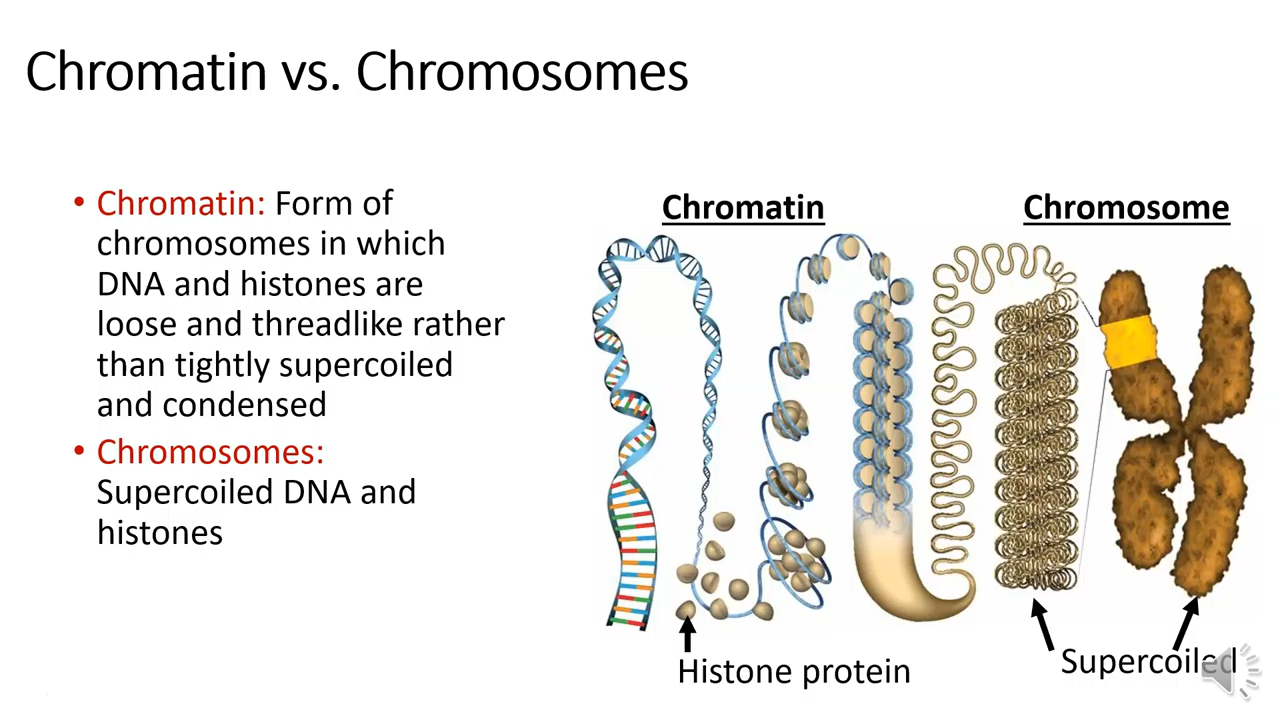 Chromatin vs. Chromosomes
• Chromatin: Form of
chromosomes in which
DNA and histones are
loose and threadlike rather
than tightly supercoiled
and condensed
• Chromosomes:
Supercoiled DNA and
histones
Chromatin
Chromosome
Histone protein
Supercoiled